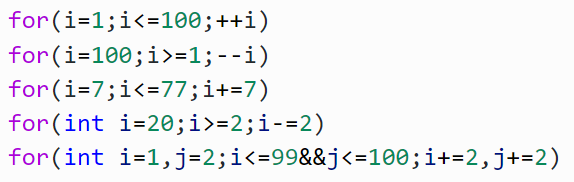 for(i=1;i<=100;++i)
for(i=100;i>=1;--i)
for(i=7;i<=77;i+=7)
for(int i=20;i>=2;i-=2)
for(int i=1,j=2;i<=99&&j<=100;i+=2,j+=2)